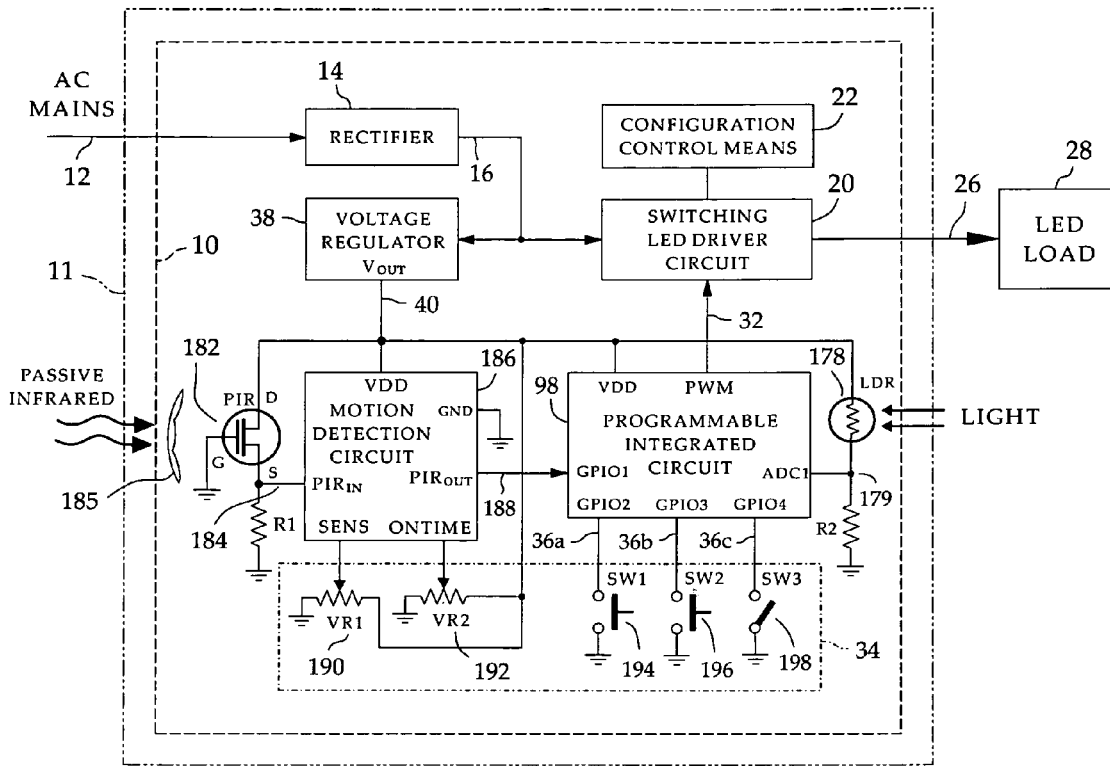 AC
MAINS
12
14
RECTIFIER
16
22
CONFIGURATION
CONTROL MEANS
20
SWITCHING
LED DRIVER
CIRCUIT
26
28
LED
LOAD
38
VOLTAGE
REGULATOR
VOUT
11
10
40
32
182
PASSIVE
INFRARED
PIR
D
G
S
185
184
R1
186
VDD
GND
MOTION
DETECTION
CIRCUIT
PIRIN
PIROUT
188
SENS
ONTIME
98
VDD
PWM
PROGRAMMABLE
INTEGRATED
CIRCUIT
GPIO1
ADC1
GPIO2
GPIO3
GPIO4
178
LDR
LIGHT
179
R2
36a
36b
36c
SW1
SW2
SW3
VR1
VR2
190
192
194
196
198
34